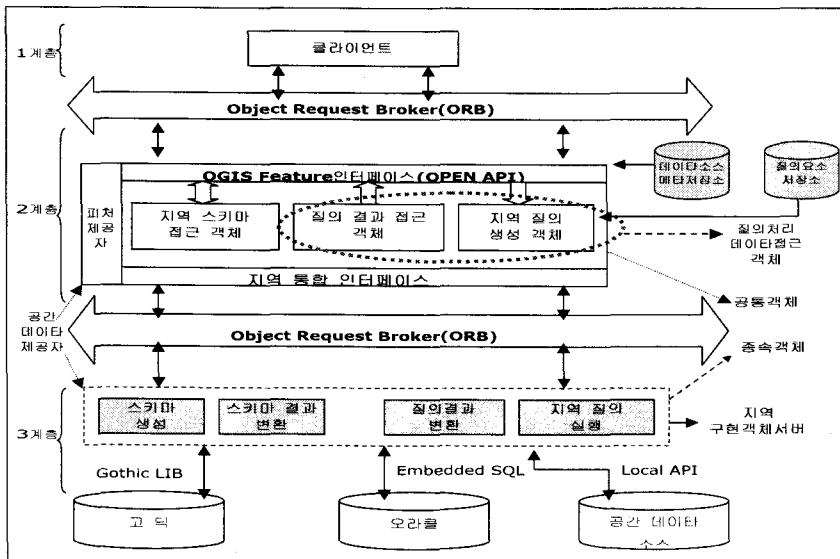 1계층
클라이언트
Object Request Broker(ORB)
2계층
OGIS Feature인터페이스(OPEN API)
데이타소스
메타저장소
질의요소
저장소
피처
제공자
지역 스키마
접근 객체
질의 결과 접근
객체
지역 질의
생성 객체
질의처리
데이타접근
객체
지역 통합 인터페이스
공통객체
공간
데이타
제공자
Object Request Broker(ORB)
종속객체
3계층
스키마
생성
스키마 결과
변환
질의결과
변환
지역 질의
실행
지역
구현객체서버
Gothic LIB
Embedded SQL
Local API
고 딕
오라클
공간 데이타
소스